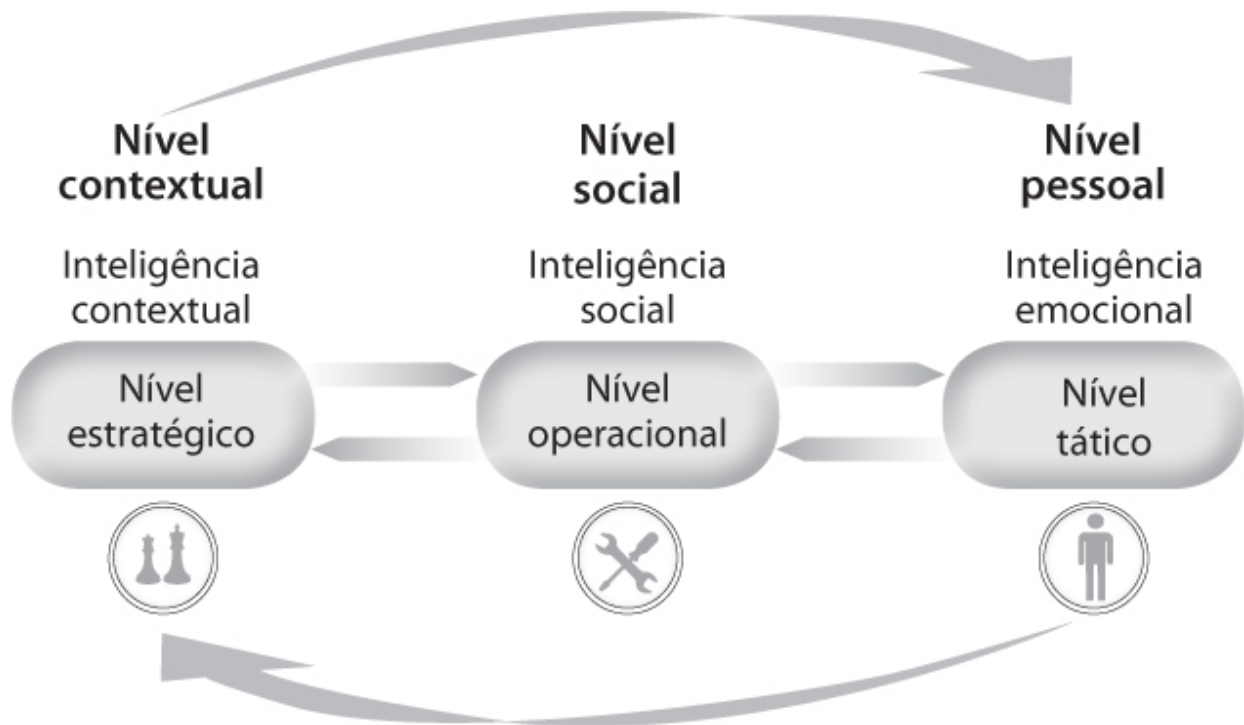 Nível
contextual
Inteligência
contextual
Nível
estratégico
Nível
social
Inteligência
social
Nível
operacional
Nível
pessoal
Inteligência
emocional
Nível
tático